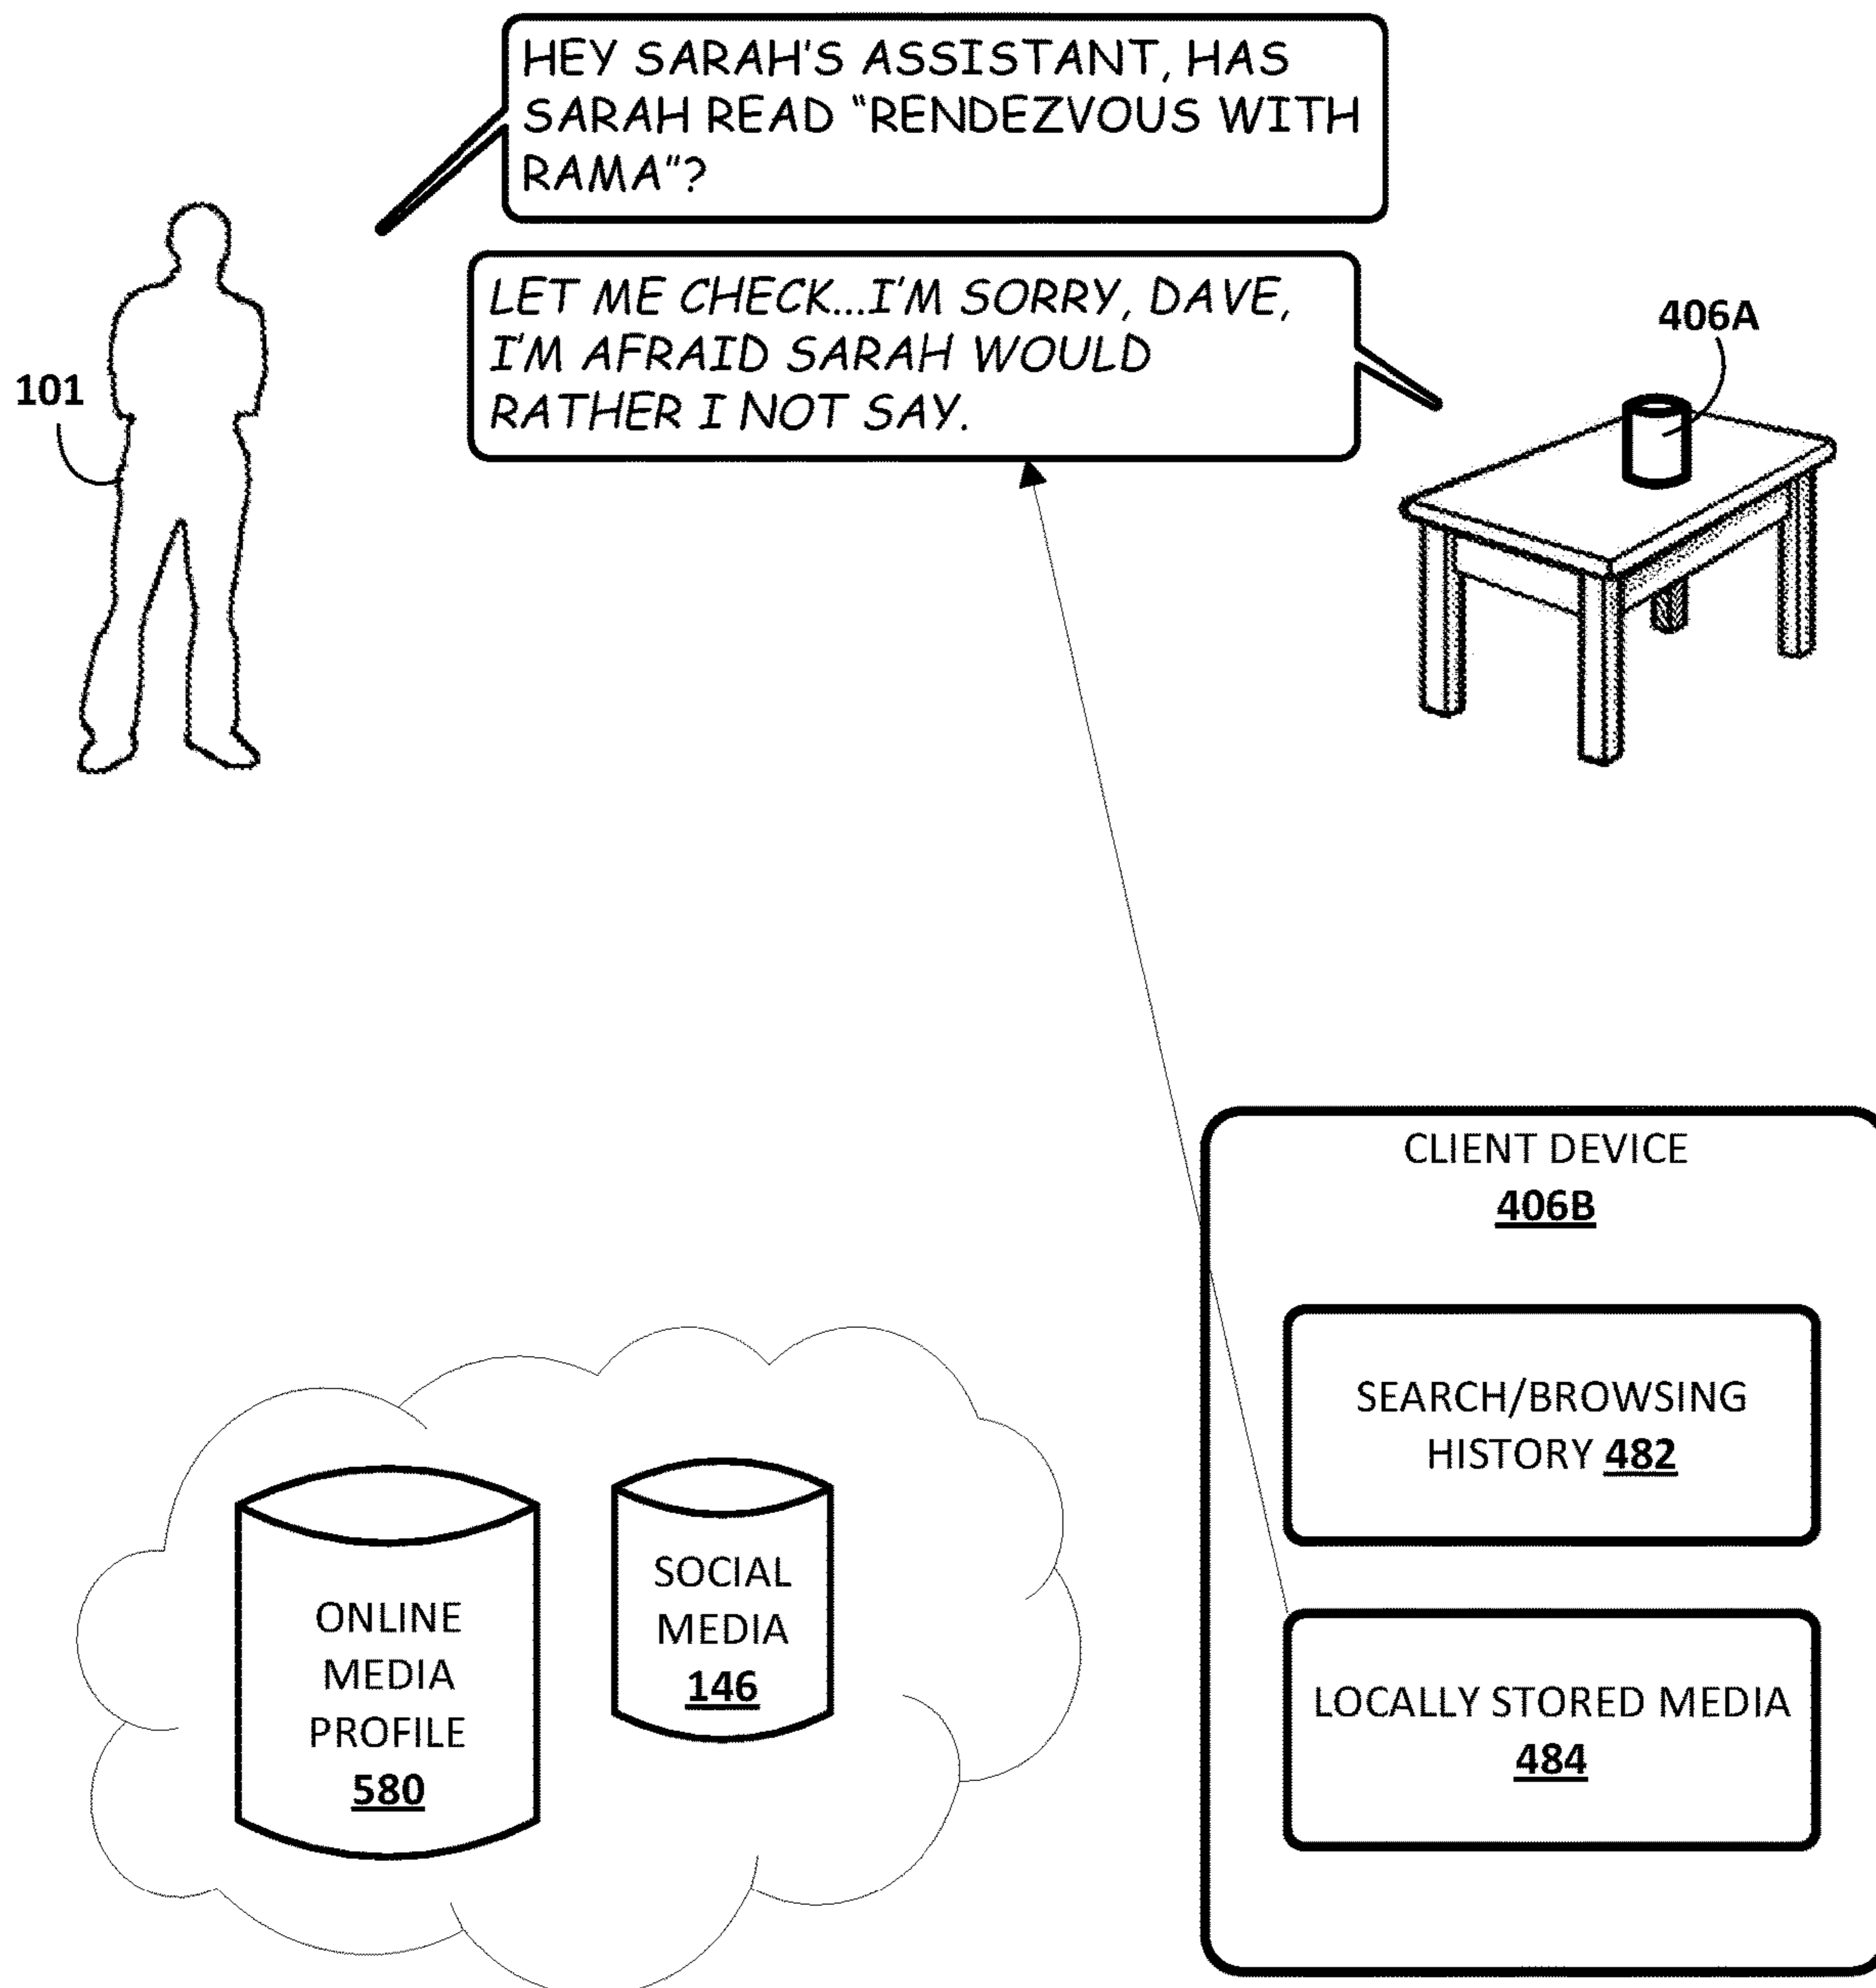 HEY SARAH'S ASSISTANT, HAS
SARAH READ “RENDEZVOUS WITH
RAMA”?
LET ME CHECK...I'M SORRY, DAVE,
I'M AFRAID SARAH WOULD
RATHER I NOT SAY.
101
406A
CLIENT DEVICE
406B
SEARCH/BROWSING
HISTORY 482
LOCALLY STORED MEDIA
484
ONLINE
MEDIA
PROFILE
580
SOCIAL
MEDIA
146